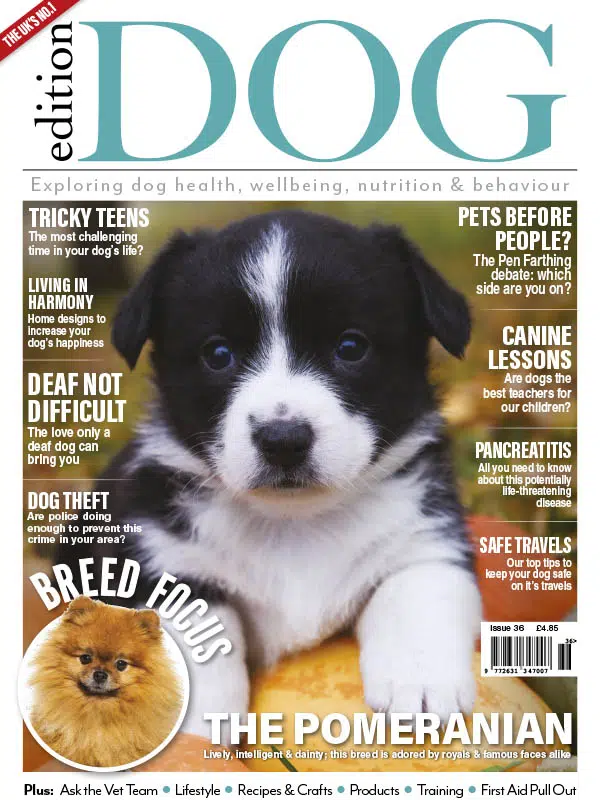 THE UK'S NO.1
edition
DOG
Exploring dog health, wellbeing, nutrition & behaviour
TRICKY TEENS
The most challenging
time in your dog's life?
LIVING IN
HARMONY
Home designs to
increase your
dog's happiness
DEAF NOT
DIFFICULT
The love only a
deaf dog can
bring you
DOG THEFT
Are police doing
enough to prevent this
crime in your area?
PETS BEFORE
PEOPLE?
The Pen Farthing
debate: which
side are you on?
CANINE
LESSONS
Are dogs the
best teachers for
our children?
PANCREATITIS
All you need to know
about this potentially
life-threatening
disease
SAFE TRAVELS
Our top tips to
keep your dog safe
on it's travels
Issue 36 £4.85
36>
9 772631 347007
BREED FOCUS
THE POMERANIAN
Lively, intelligent & dainty; this breed is adored by royals & famous faces alike
Plus: Ask the Vet Team • Lifestyle • Recipes & Crafts • Products • Training • First Aid Pull Out